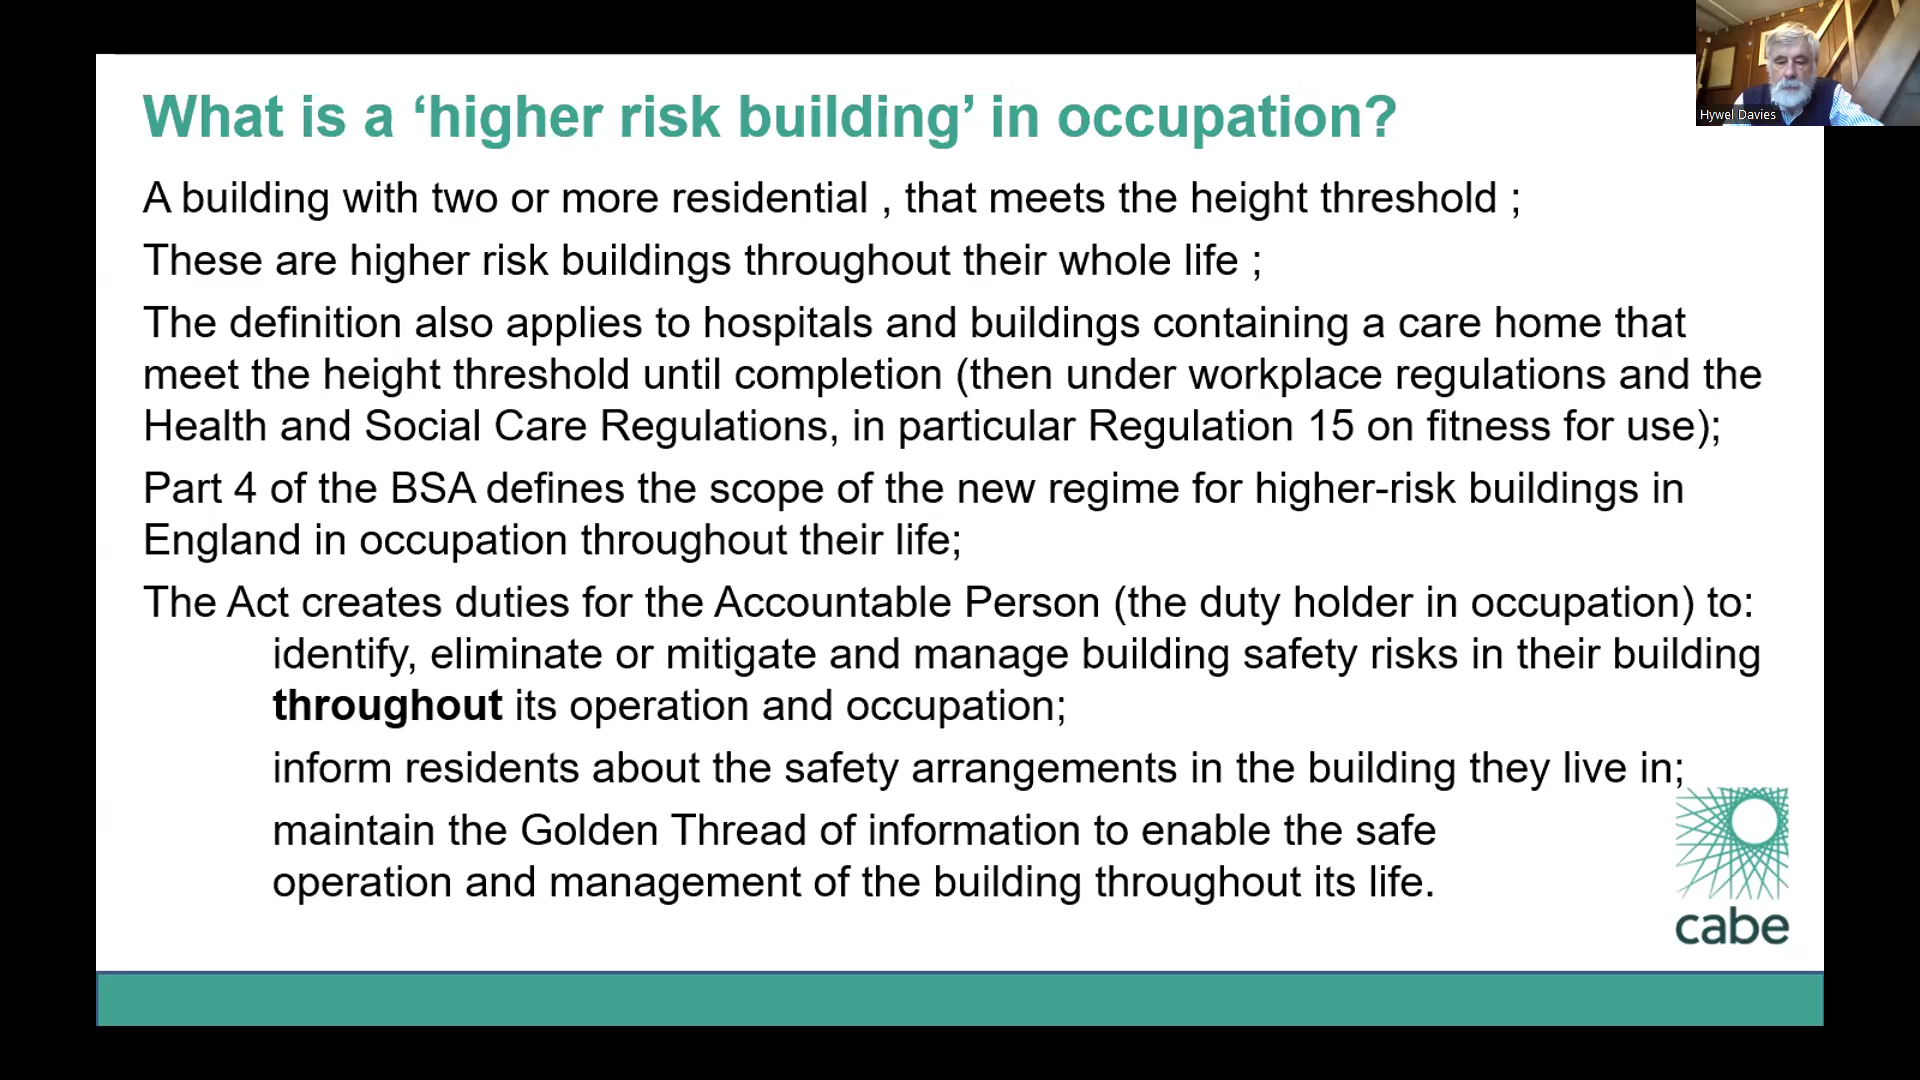 What is a ‘higher risk building’ in occupation?
Hywel Davies
A building with two or more residential , that meets the height threshold ;
These are higher risk buildings throughout their whole life ;
The definition also applies to hospitals and buildings containing a care home that
meet the height threshold until completion (then under workplace regulations and the
Health and Social Care Regulations, in particular Regulation 15 on fitness for use);
Part 4 of the BSA defines the scope of the new regime for higher-risk buildings in
England in occupation throughout their life;
The Act creates duties for the Accountable Person (the duty holder in occupation) to:
identify, eliminate or mitigate and manage building safety risks in their building
throughout its operation and occupation;
inform residents about the safety arrangements in the building they live in;
maintain the Golden Thread of information to enable the safe
operation and management of the building throughout its life.
cabe